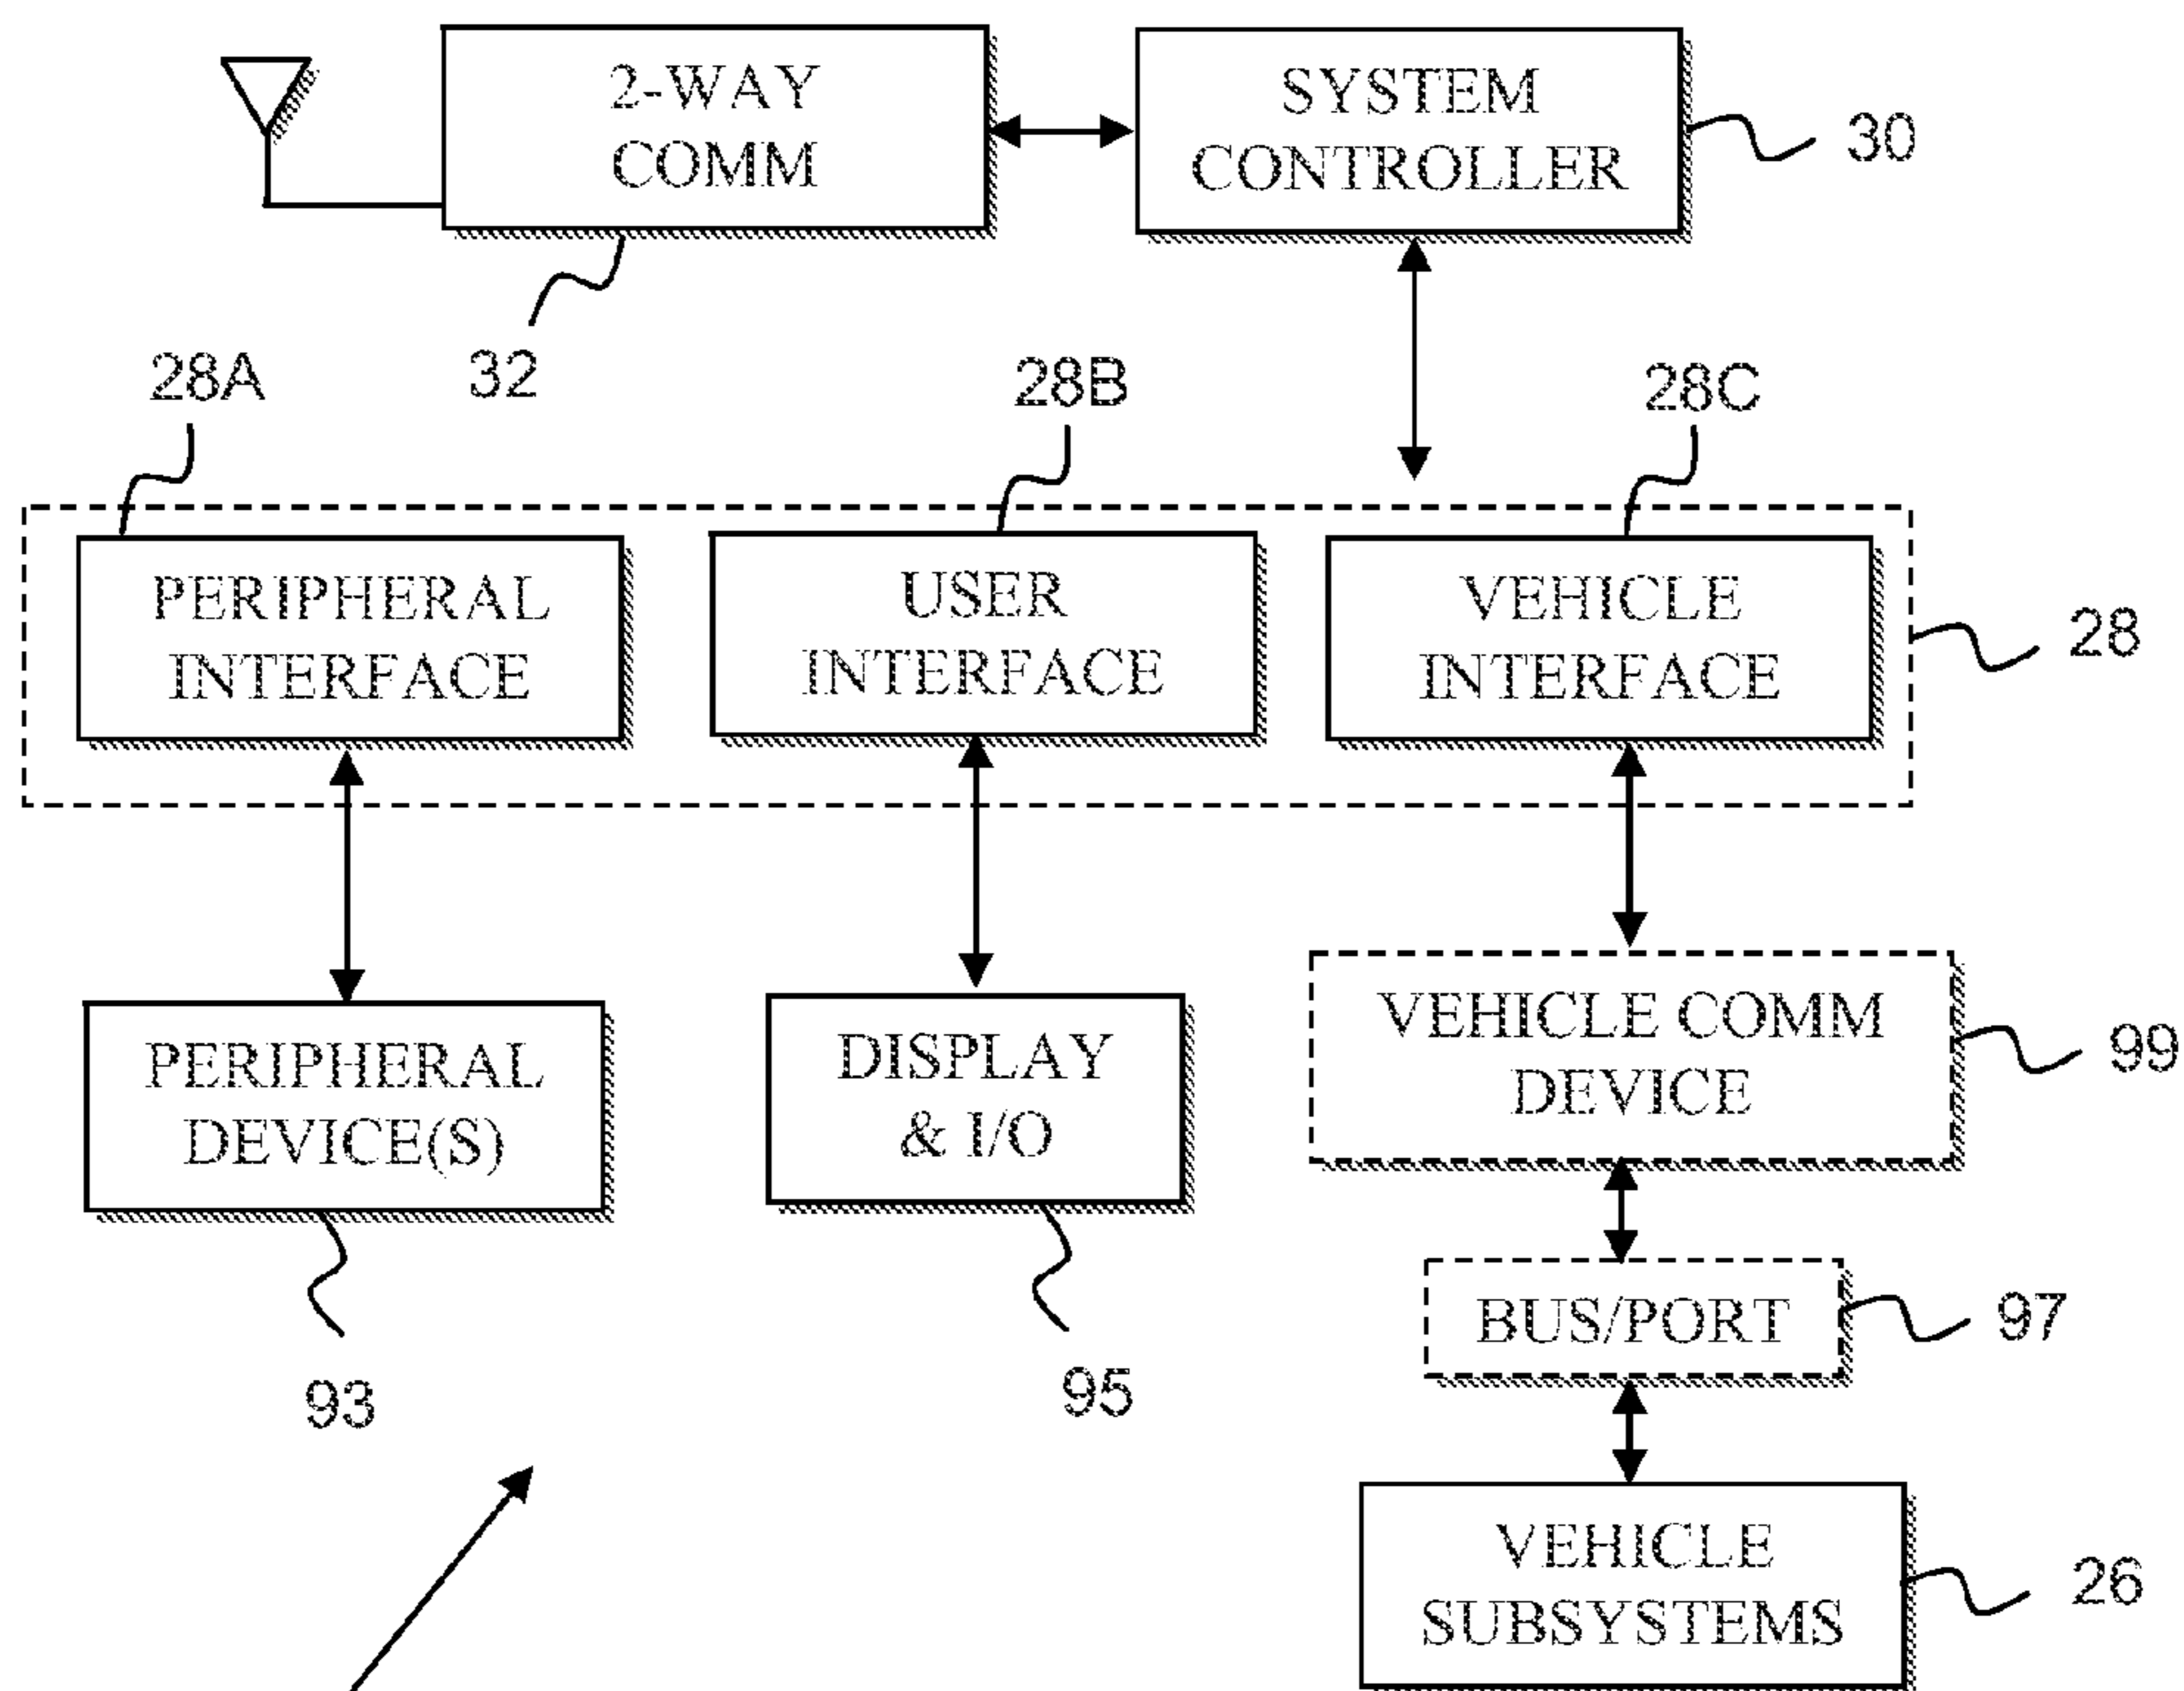 2-WAY
COMM
SYSTEM
CONTROLLER
30
32
28A
28B
28C
PERIPHERAL
INTERFACE
USER
INTERFACE
VEHICLE
INTERFACE
28
PERIPHERAL
DEVICE(S)
DISPLAY
& I/O
VEHICLE COMM
DEVICE
99
BUS/PORT
97
93
95
VEHICLE
SUBSYSTEMS
26